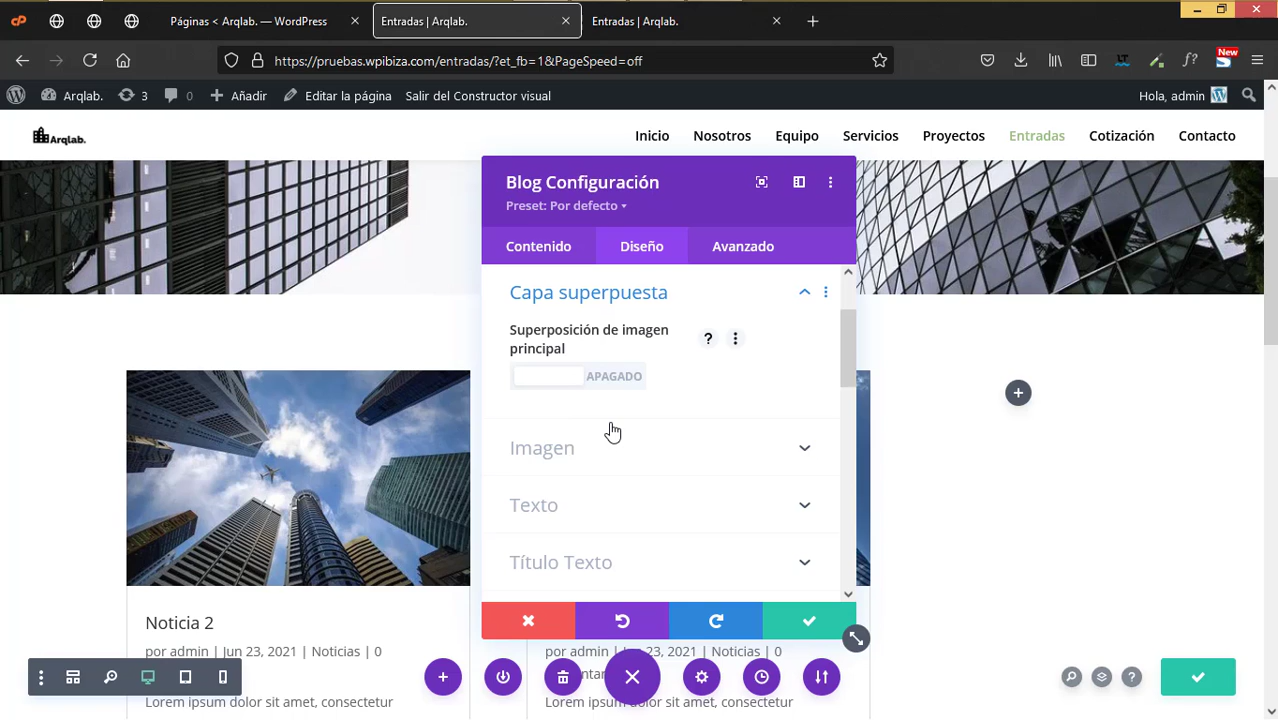 Páginas < Arqlab. — WordPress
Entradas | Arqlab.
Entradas | Arqlab.
https://pruebas.wpibiza.com/entradas/?et_fb=1&PageSpeed=off
New
Arqlab.
3
0
Añadir
Editar la página
Salir del Constructor visual
Hola, admin
Arqlab.
Inicio
Nosotros
Equipo
Servicios
Proyectos
Entradas
Cotización
Contacto
Blog Configuración
Preset: Por defecto
Contenido
Diseño
Avanzado
Capa superpuesta
Superposición de imagen
principal
?
APAGADO
Imagen
Texto
Título Texto
Noticia 2
por admin | Jun 23, 2021 | Noticias | 0
por admin | Jun 23, 2021 | Noticias | 0
Lorem ipsum dolor sit amet, consectetur
Lorem ipsum dolor sit amet, consectetur
?